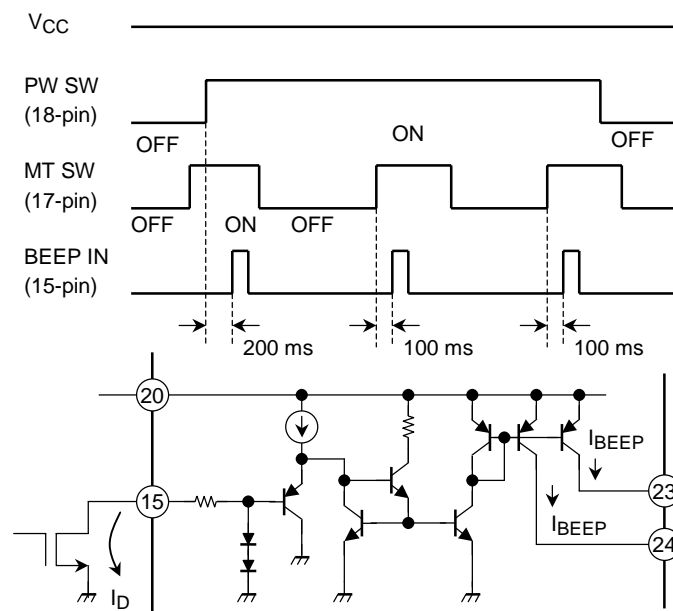 VCC
PW SW
(18-pin)
OFF
ON
OFF
MT SW
(17-pin)
OFF
ON
OFF
BEEP IN
(15-pin)
200 ms
100 ms
100 ms
20
IBEEP
15
23
IBEEP
24
ID